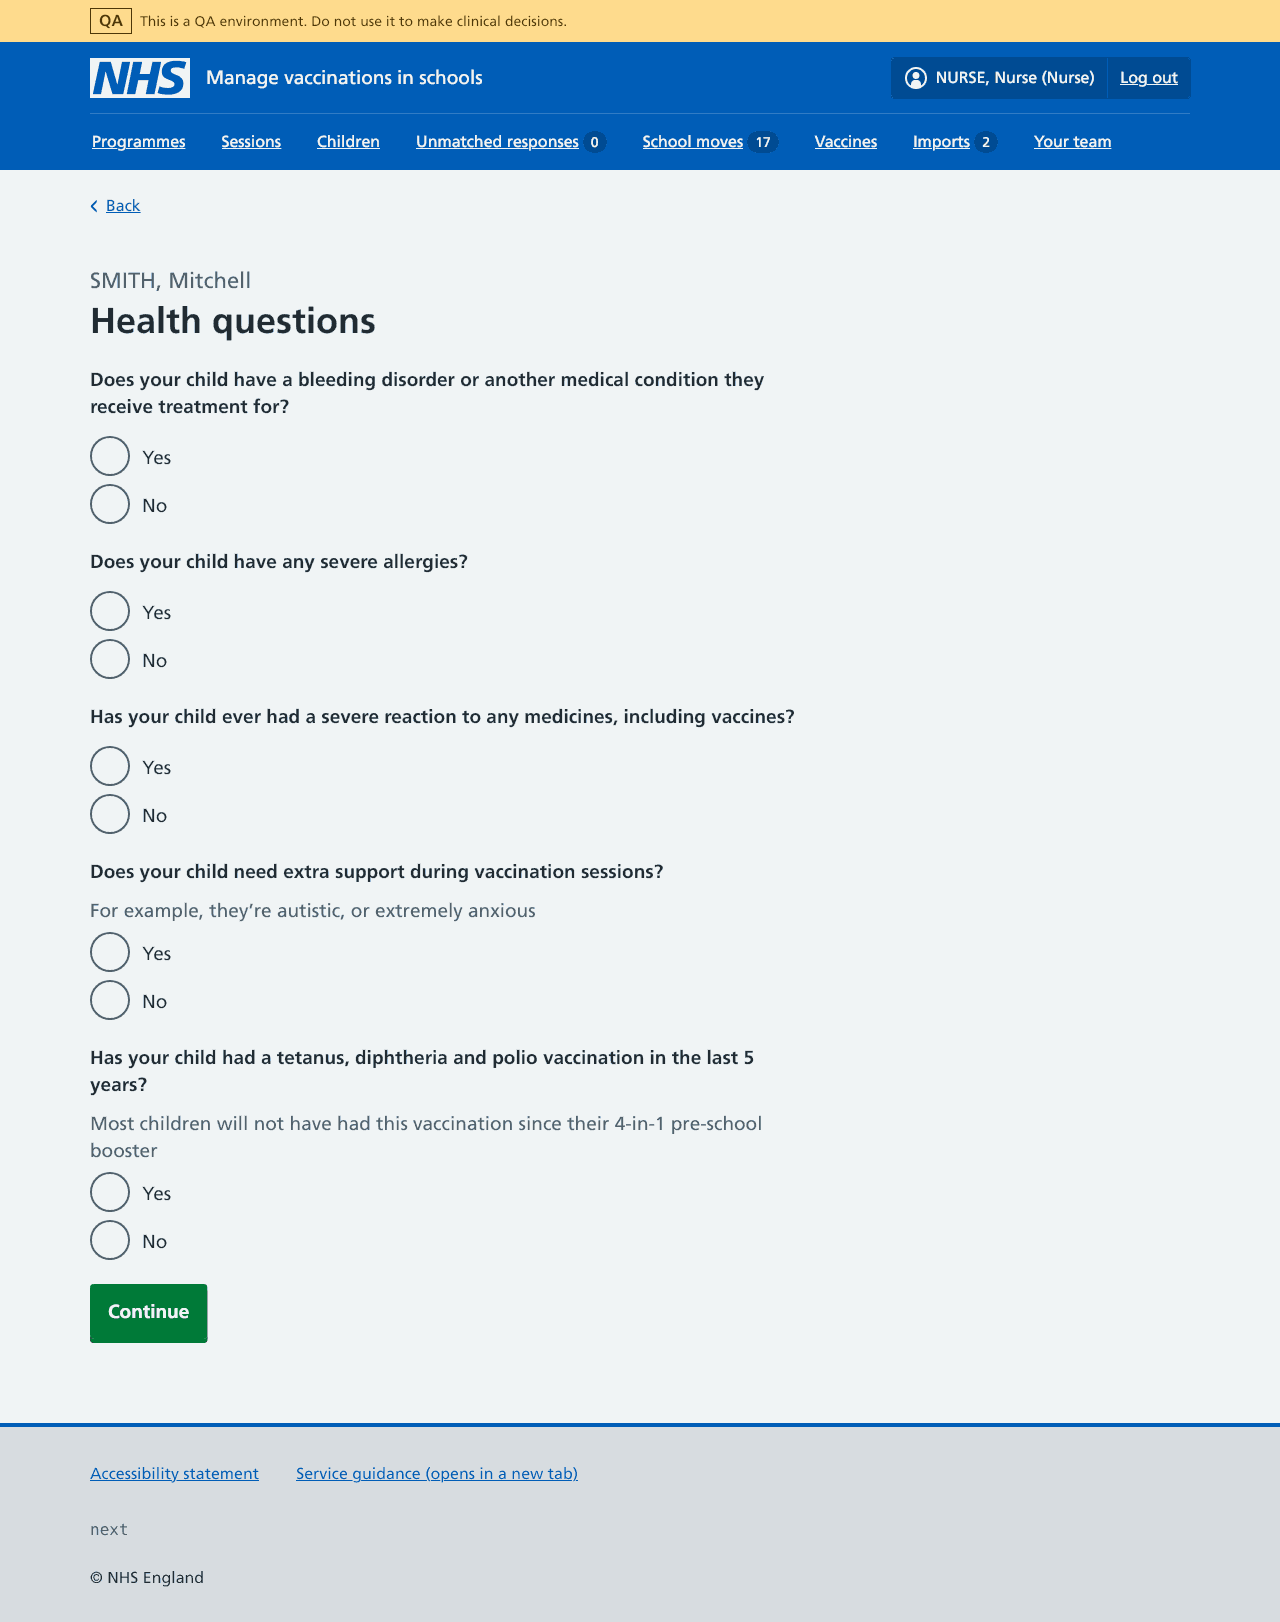 QA This is a QA environment. Do not use it to make clinical decisions.
NHS Manage vaccinations in schools NURSE, Nurse (Nurse) Log out
Programmes Sessions Children Unmatched responses 0 School moves 17 Vaccines Imports 2 Your team
Back
SMITH, Mitchell
Health questions
Does your child have a bleeding disorder or another medical condition they
receive treatment for?
Yes
No
Does your child have any severe allergies?
Yes
No
Has your child ever had a severe reaction to any medicines, including vaccines?
Yes
No
Does your child need extra support during vaccination sessions?
For example, they’re autistic, or extremely anxious
Yes
No
Has your child had a tetanus, diphtheria and polio vaccination in the last 5
years?
Most children will not have had this vaccination since their 4-in-1 pre-school
booster
Yes
No
Continue
Accessibility statement Service guidance (opens in a new tab)
next
© NHS England